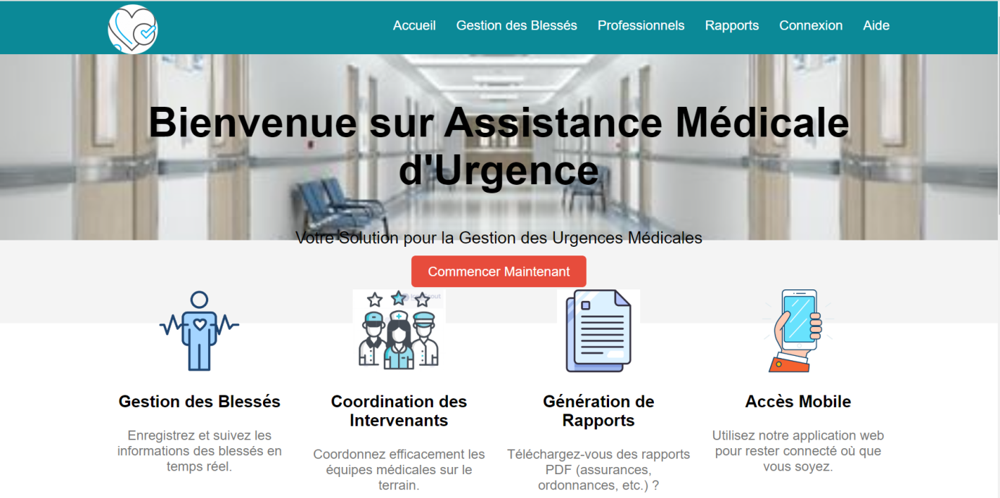 Accueil Gestion des Blessés Professionnels Rapports Connexion Aide
Bienvenue sur Assistance Médicale
d'Urgence
Votre Solution pour la Gestion des Urgences Médicales
Commencer Maintenant
Gestion des Blessés
Enregistrez et suivez les
informations des blessés en
temps réel.
Coordination des
Intervenants
Coordonnez efficacement les
équipes médicales sur le
terrain.
Génération de
Rapports
Téléchargez-vous des rapports
PDF (assurances,
ordonnances, etc.) ?
Accès Mobile
Utilisez notre application web
pour rester connecté où que
vous soyez.